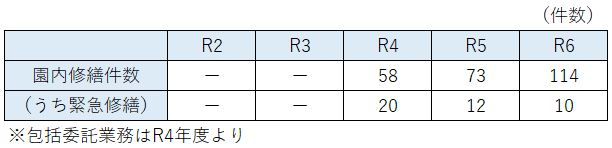 (件数)
R2 R3 R4 R5 R6
園内修繕件数 － － 58 73 114
（うち緊急修繕） － － 20 12 10
※包括委託業務はR4年度より